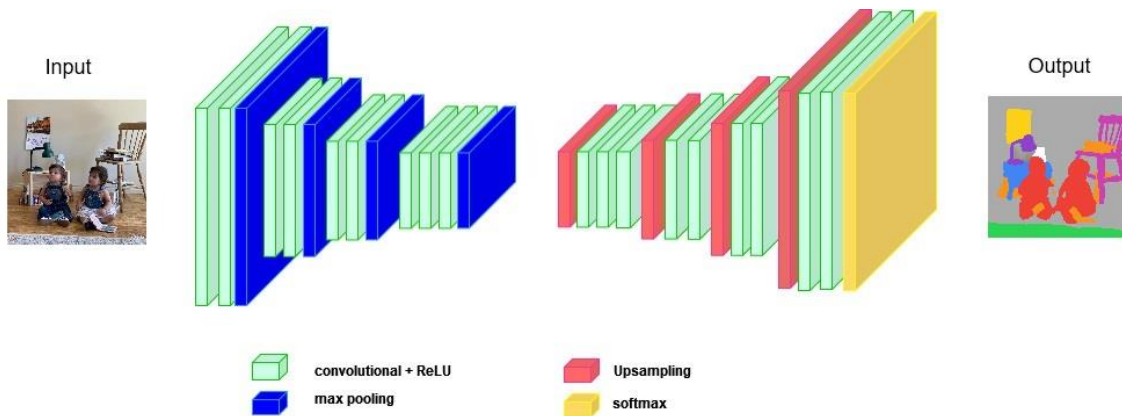 Input
Output
convolutional + ReLU
max pooling
Upsampling
softmax